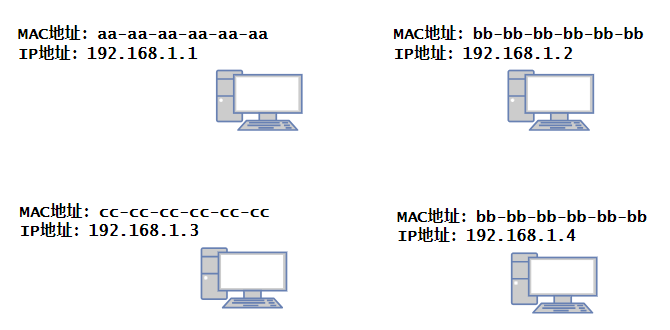 MAC地址: aa-aa-aa-aa-aa-aa
IP地址: 192.168.1.1
MAC地址: bb-bb-bb-bb-bb-bb
IP地址: 192.168.1.2
MAC地址: cc-cc-cc-cc-cc-cc
IP地址: 192.168.1.3
MAC地址: bb-bb-bb-bb-bb-bb
IP地址: 192.168.1.4